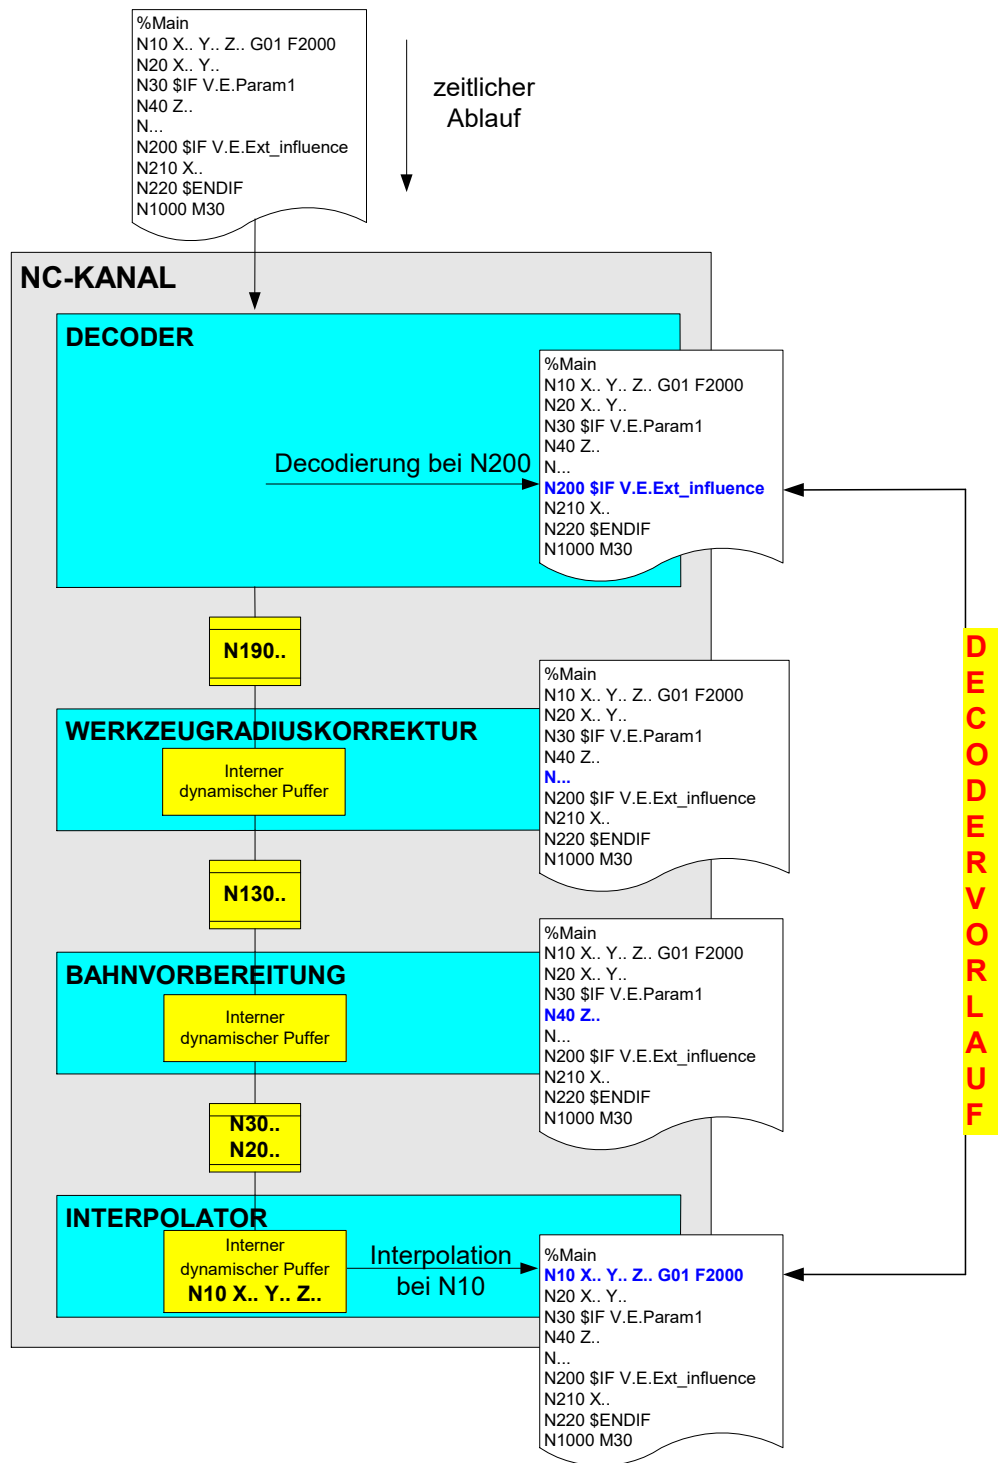 %Main
N10 X.. Y.. Z.. G01 F2000
N20 X.. Y..
N30 $IF V.E.Param1
N40 Z..
N...
N200 $IF V.E.Ext_influence
N210 X..
N220 $ENDIF
N1000 M30
zeitlicher
Ablauf
NC-KANAL
DECODER
Decodierung bei N200
%Main
N10 X.. Y.. Z.. G01 F2000
N20 X.. Y..
N30 $IF V.E.Param1
N40 Z..
N...
N200 $IF V.E.Ext_influence
N210 X..
N220 $ENDIF
N1000 M30
N190..
WERKZEUGRADIUSKORREKTUR
Interner
dynamischer Puffer
%Main
N10 X.. Y.. Z.. G01 F2000
N20 X.. Y..
N30 $IF V.E.Param1
N40 Z..
N...
N200 $IF V.E.Ext_influence
N210 X..
N220 $ENDIF
N1000 M30
N130..
BAHNVORBEREITUNG
Interner
dynamischer Puffer
%Main
N10 X.. Y.. Z.. G01 F2000
N20 X.. Y..
N30 $IF V.E.Param1
N40 Z..
N...
N200 $IF V.E.Ext_influence
N210 X..
N220 $ENDIF
N1000 M30
N30..
N20..
INTERPOLATOR
Interner
dynamischer Puffer
N10 X.. Y.. Z..
Interpolation
bei N10
%Main
N10 X.. Y.. Z.. G01 F2000
N20 X.. Y..
N30 $IF V.E.Param1
N40 Z..
N...
N200 $IF V.E.Ext_influence
N210 X..
N220 $ENDIF
N1000 M30
D
E
C
O
D
E
R
V
O
R
L
A
U
F